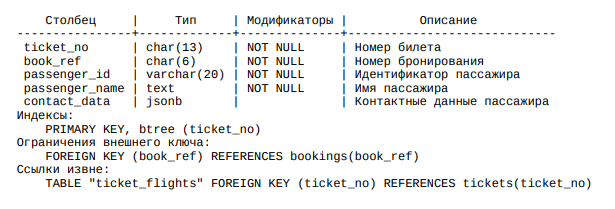 Столбец    |     Тип     | Модификаторы |          Описание
---------------+-------------+--------------+----------------------------
 ticket_no     | char(13)    | NOT NULL     | Номер билета
 book_ref      | char(6)     | NOT NULL     | Номер бронирования
 passenger_id  | varchar(20) | NOT NULL     | Идентификатор пассажира
 passenger_name | text        | NOT NULL     | Имя пассажира
 contact_data  | jsonb       |              | Контактные данные пассажира
Индексы:
    PRIMARY KEY, btree (ticket_no)
Ограничения внешнего ключа:
    FOREIGN KEY (book_ref) REFERENCES bookings(book_ref)
Ссылки извне:
    TABLE "ticket_flights" FOREIGN KEY (ticket_no) REFERENCES tickets(ticket_no)